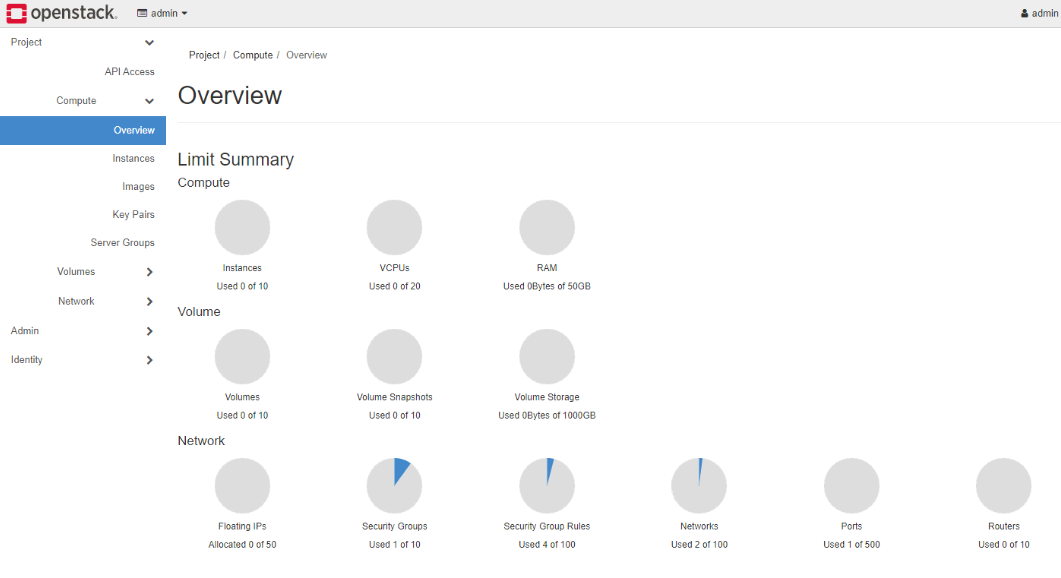 openstack. admin admin
Project
API Access
Compute
Overview
Instances
Images
Key Pairs
Server Groups
Volumes
Network
Admin
Identity
Project / Compute / Overview
Overview
Limit Summary
Compute
Instances VCPUs RAM
Used 0 of 10 Used 0 of 20 Used 0Bytes of 50GB
Volume
Volumes Volume Snapshots Volume Storage
Used 0 of 10 Used 0 of 10 Used 0Bytes of 1000GB
Network
Floating IPs Security Groups Security Group Rules Networks Ports Routers
Allocated 0 of 50 Used 1 of 10 Used 4 of 100 Used 2 of 100 Used 1 of 500 Used 0 of 10